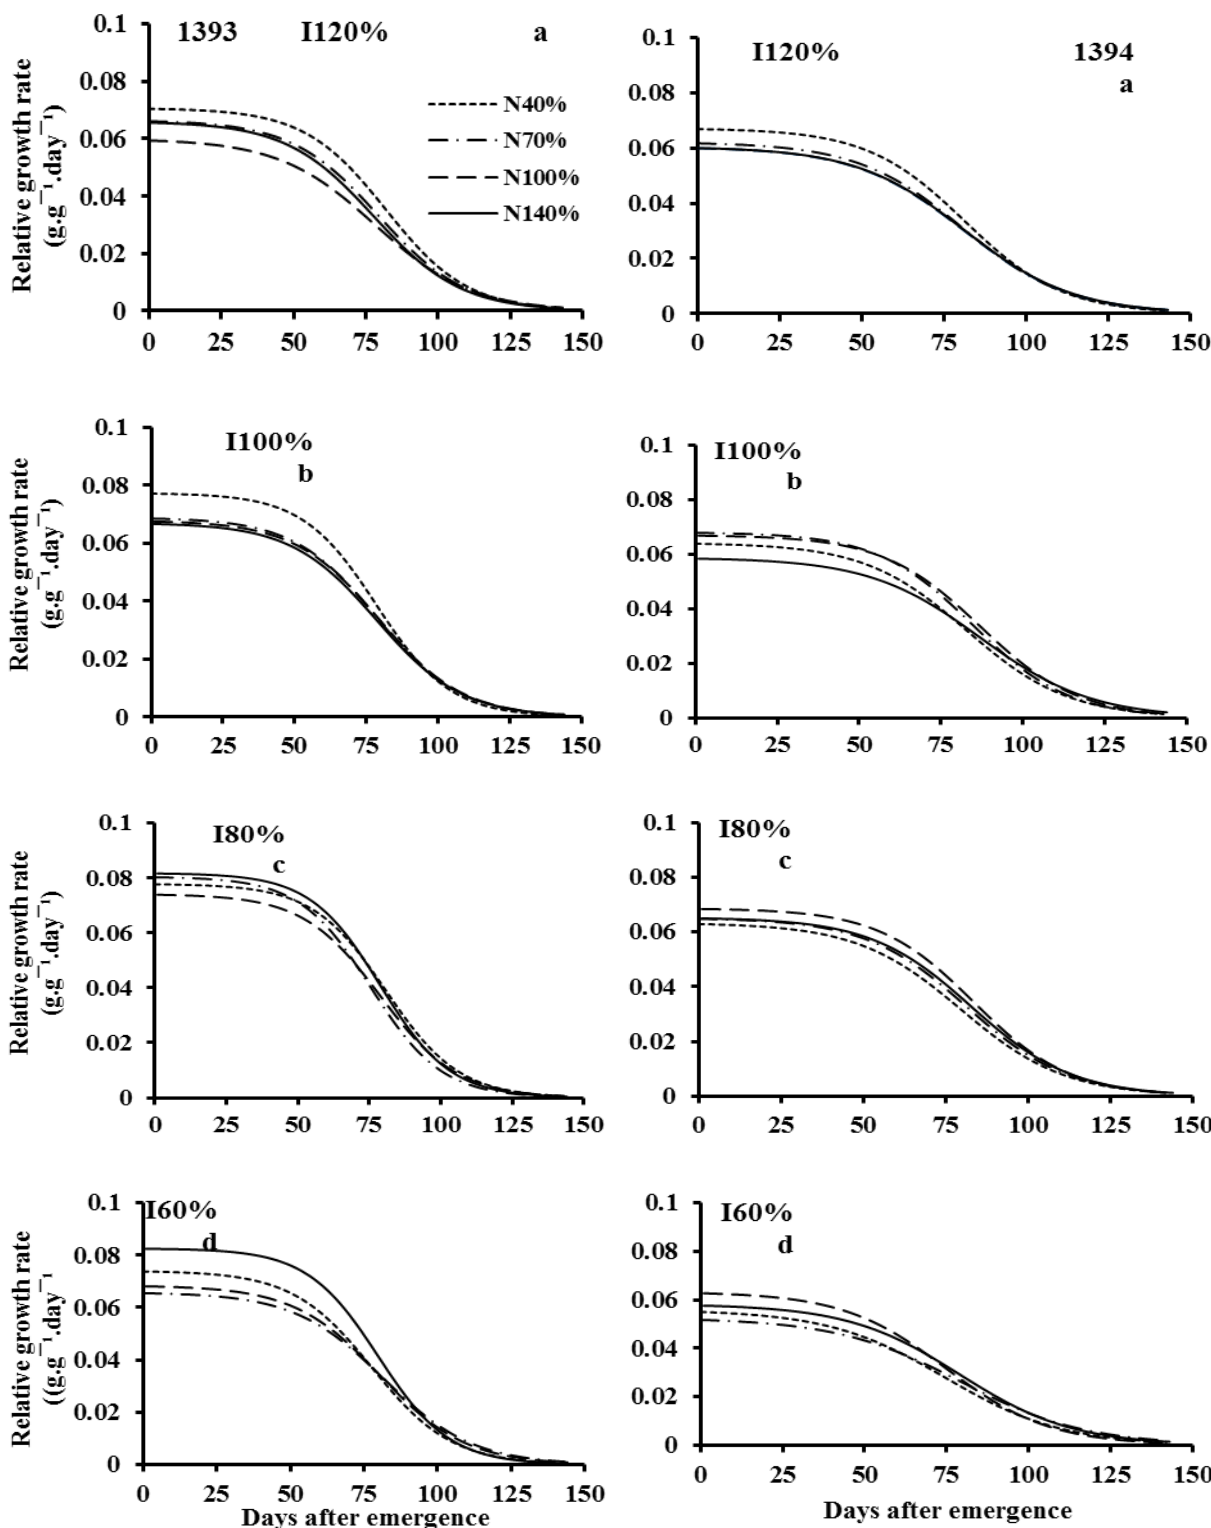 1393 I120% a
Relative growth rate
(g.g⁻¹.day⁻¹)
0.1
0.08
0.06
0.04
0.02
0
N40%
N70%
N100%
N140%
0 25 50 75 100 125 150
I120% 1394
a
0.1
0.08
0.06
0.04
0.02
0
0 25 50 75 100 125 150
I100%
b
Relative growth rate
(g.g⁻¹.day⁻¹)
0.1
0.08
0.06
0.04
0.02
0
0 25 50 75 100 125 150
I100%
b
0.1
0.08
0.06
0.04
0.02
0
0 25 50 75 100 125 150
I80%
c
Relative growth rate
(g.g⁻¹.day⁻¹)
0.1
0.08
0.06
0.04
0.02
0
0 25 50 75 100 125 150
I80%
c
0.1
0.08
0.06
0.04
0.02
0
0 25 50 75 100 125 150
I60%
d
Relative growth rate
((g.g⁻¹.day⁻¹
0.1
0.08
0.06
0.04
0.02
0
0 25 50 75 100 125 150
Days after emergence
I60%
d
0.1
0.08
0.06
0.04
0.02
0
0 25 50 75 100 125 150
Days after emergence